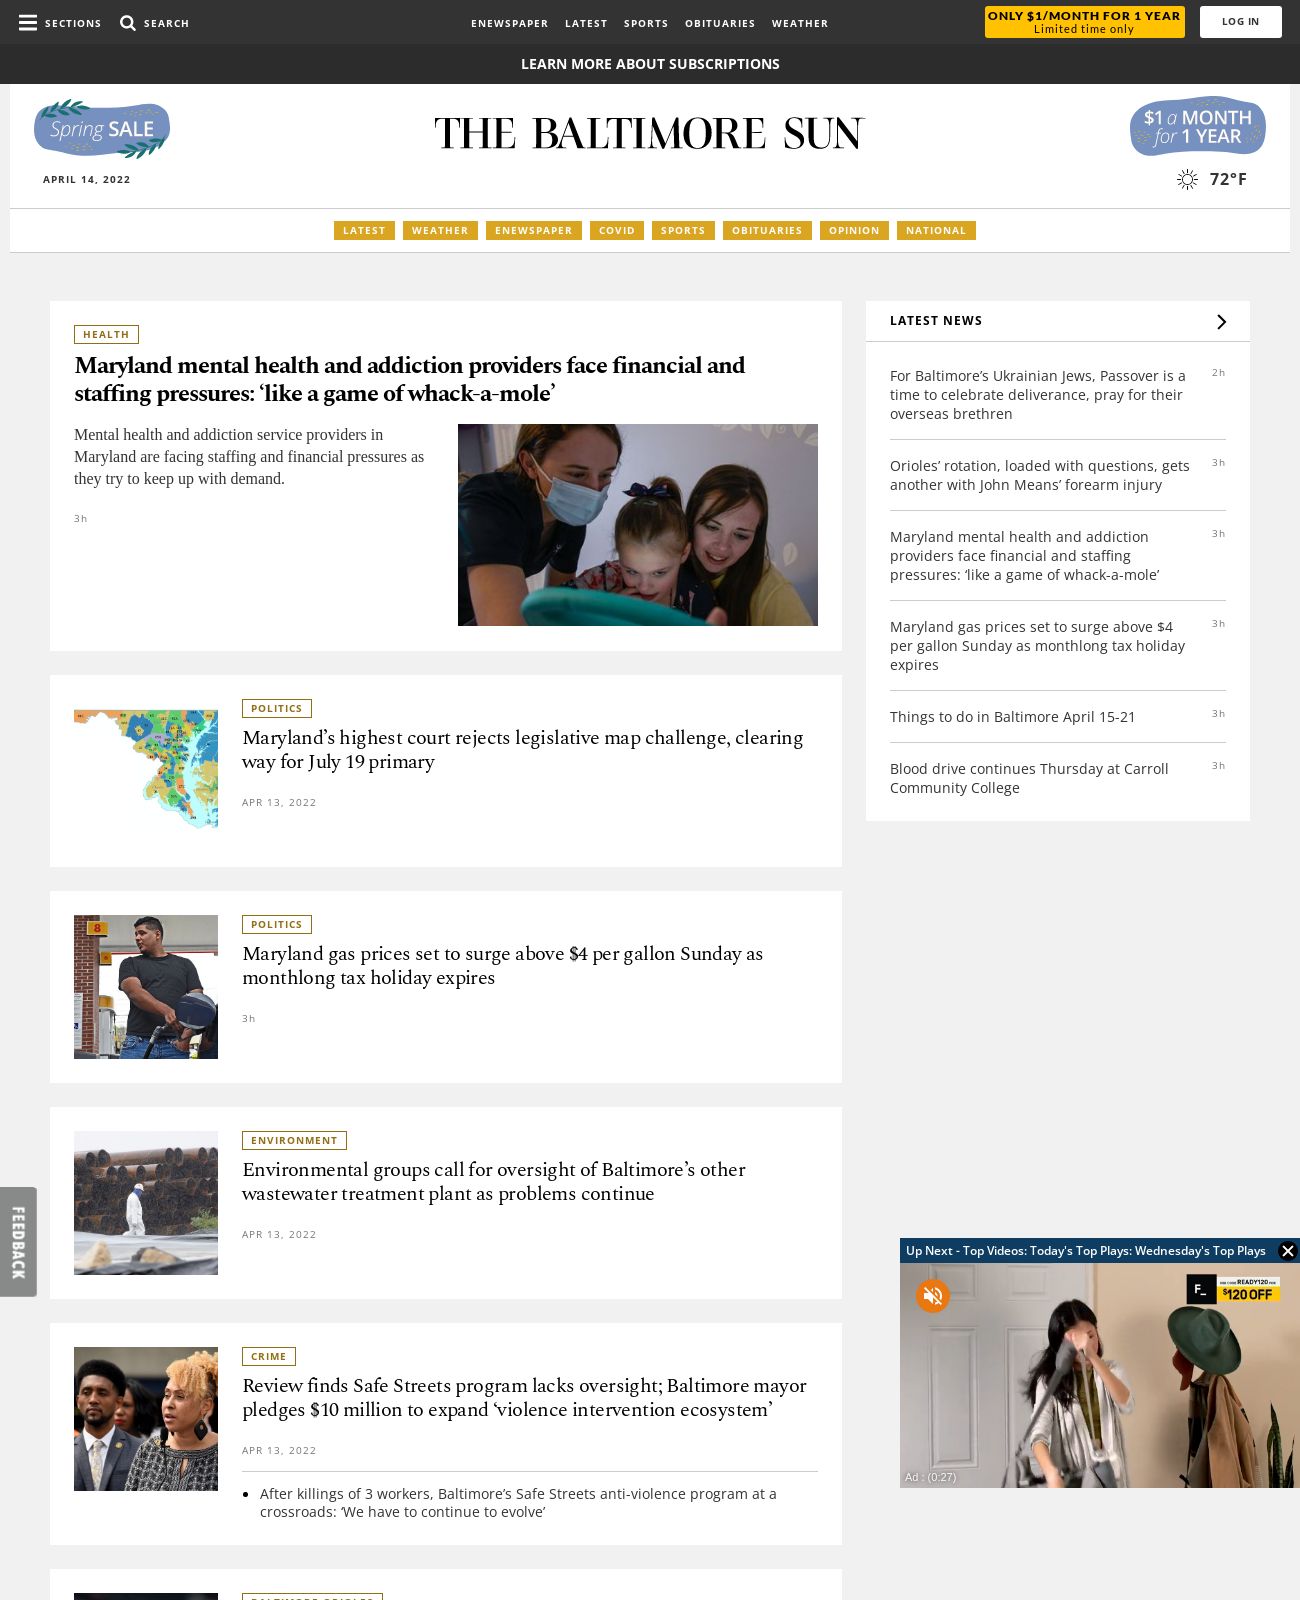 SECTIONS
SEARCH
ENEWSPAPER
LATEST
SPORTS
OBITUARIES
WEATHER
ONLY $1/MONTH FOR 1 YEAR
Limited time only
LOG IN
LEARN MORE ABOUT SUBSCRIPTIONS
Spring SALE
THE BALTIMORE SUN
$1 a MONTH
for 1 YEAR
APRIL 14, 2022
72°F
LATEST
WEATHER
ENEWSPAPER
COVID
SPORTS
OBITUARIES
OPINION
NATIONAL
HEALTH
Maryland mental health and addiction providers face financial and
staffing pressures: ‘like a game of whack-a-mole’
Mental health and addiction service providers in
Maryland are facing staffing and financial pressures as
they try to keep up with demand.
3h
POLITICS
Maryland’s highest court rejects legislative map challenge, clearing
way for July 19 primary
APR 13, 2022
POLITICS
Maryland gas prices set to surge above $4 per gallon Sunday as
monthlong tax holiday expires
3h
8
ENVIRONMENT
Environmental groups call for oversight of Baltimore’s other
wastewater treatment plant as problems continue
APR 13, 2022
CRIME
Review finds Safe Streets program lacks oversight; Baltimore mayor
pledges $10 million to expand ‘violence intervention ecosystem’
APR 13, 2022
After killings of 3 workers, Baltimore’s Safe Streets anti-violence program at a
crossroads: ‘We have to continue to evolve’
LATEST NEWS
For Baltimore’s Ukrainian Jews, Passover is a
time to celebrate deliverance, pray for their
overseas brethren
2h
Orioles’ rotation, loaded with questions, gets
another with John Means’ forearm injury
3h
Maryland mental health and addiction
providers face financial and staffing
pressures: ‘like a game of whack-a-mole’
3h
Maryland gas prices set to surge above $4
per gallon Sunday as monthlong tax holiday
expires
3h
Things to do in Baltimore April 15-21
3h
Blood drive continues Thursday at Carroll
Community College
3h
FEEDBACK
Up Next - Top Videos: Today's Top Plays: Wednesday's Top Plays
F_
USE CODE READY120 FOR
$120 OFF
Ad : (0:27)